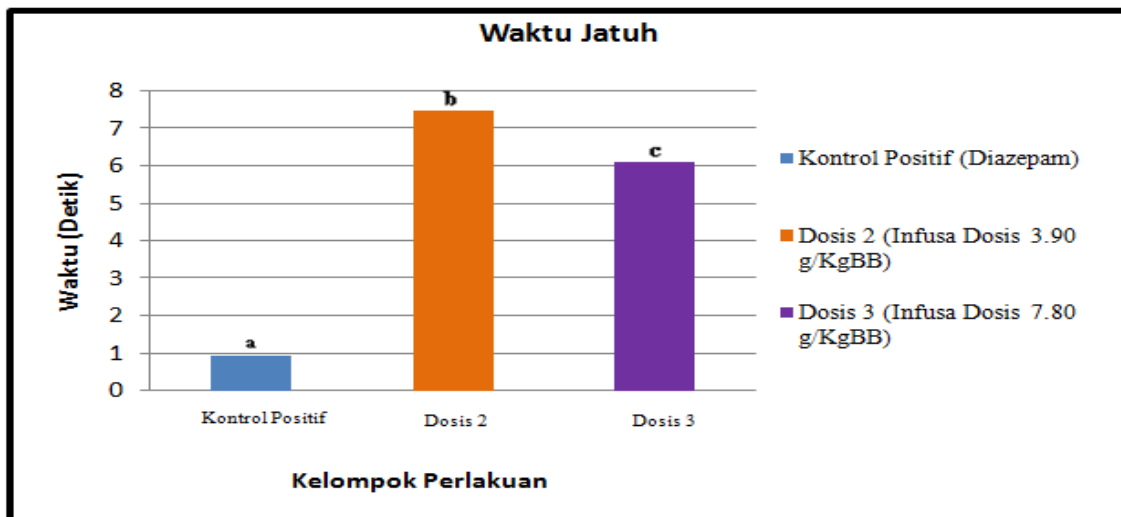 Waktu Jatuh
Waktu (Detik)
8
7
6
5
4
3
2
1
0
a
b
c
Kontrol Positif
Dosis 2
Dosis 3
Kelompok Perlakuan
Kontrol Positif (Diazepam)
Dosis 2 (Infusa Dosis 3.90
g/KgBB)
Dosis 3 (Infusa Dosis 7.80
g/KgBB)